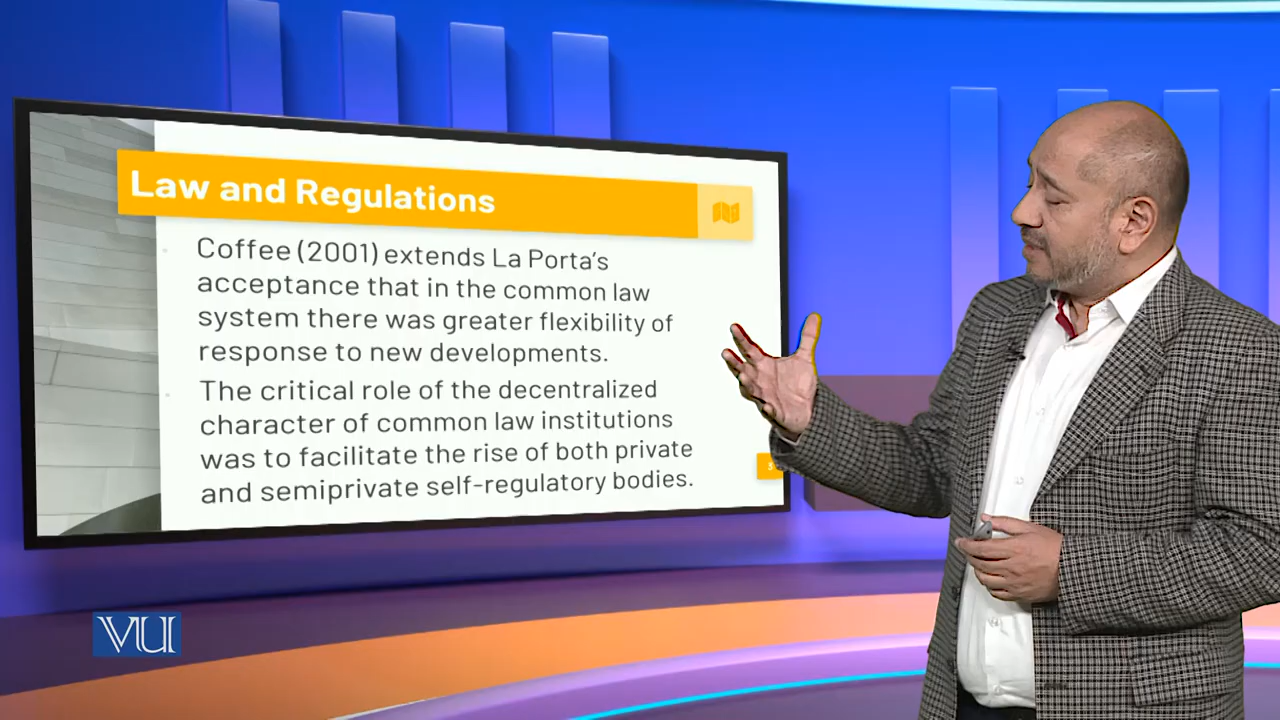 Law and Regulations
Coffee (2001) extends La Porta's
acceptance that in the common law
system there was greater flexibility of
response to new developments.
The critical role of the decentralized
character of common law institutions
was to facilitate the rise of both private
and semiprivate self-regulatory bodies.
VU